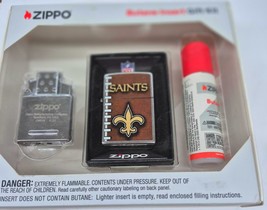 ZIPPO
Butane Insert Gift Kit
SAINTS
zippo
zippo
DANGER: EXTREMELY FLAMMABLE. CONTENTS UNDER PRESSURE. KEEP OUT OF
THE REACH OF CHILDREN. Read carefully other cautionary labeling on back panel.
INSERT DOES NOT CONTAIN BUTANE: Lighter insert is empty, read enclosed filling instructions.